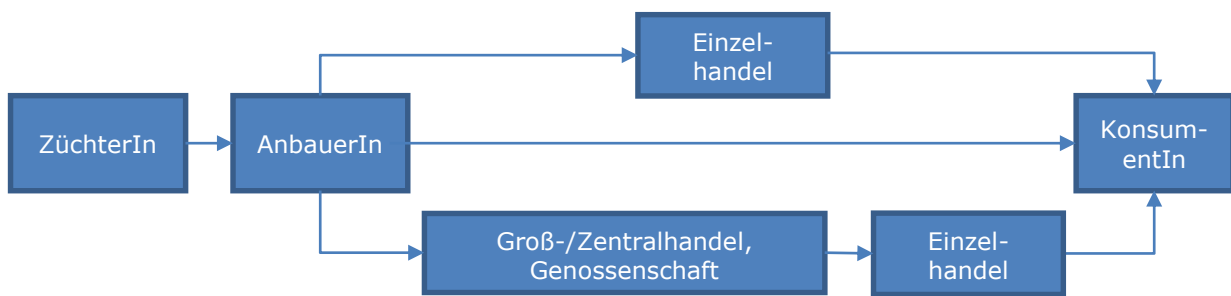 Einzel-
handel
ZüchterIn
AnbauerIn
Konsum-
entIn
Groß-/Zentralhandel,
Genossenschaft
Einzel-
handel